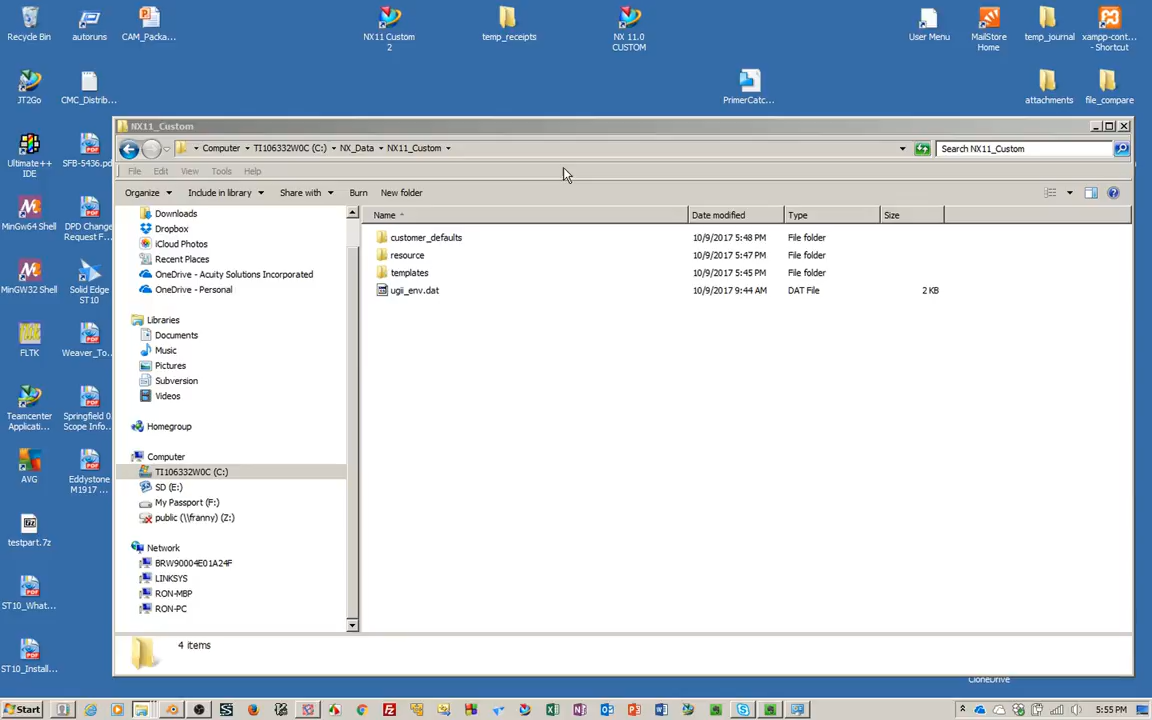 Recycle Bin
autoruns
CAM_Packa...
NX11 Custom
2
temp_receipts
NX 11.0
CUSTOM
User Menu
MailStore
Home
temp_journal
xampp-cont...
- Shortcut
JT2Go
CMC_Distrib...
PrimerCatc...
attachments
file_compare
Ultimate++
IDE
SFB-5436.pd
MinGw64 Shell
DPD Change
Request F...
MinGW32 Shell
Solid Edge
ST10
FLTK
Weaver_To...
Teamcenter
Applicati...
Springfield 0
Scope Info...
AVG
Eddystone
M1917 ...
testpart.7z
ST10_What...
ST10_Install...
NX11_Custom
Computer
TI106332W0C (C:)
NX_Data
NX11_Custom
Search NX11_Custom
File
Edit
View
Tools
Help
Organize
Include in library
Share with
Burn
New folder
Downloads
Dropbox
iCloud Photos
Recent Places
OneDrive - Acuity Solutions Incorporated
OneDrive - Personal
Libraries
Documents
Music
Pictures
Subversion
Videos
Homegroup
Computer
TI106332W0C (C:)
SD (E:)
My Passport (F:)
public (\\franny) (Z:)
Network
BRW90004E01A24F
LINKSYS
RON-MBP
RON-PC
Name
Date modified
Type
Size
customer_defaults 10/9/2017 5:48 PM File folder
resource 10/9/2017 5:47 PM File folder
templates 10/9/2017 5:45 PM File folder
ugii_env.dat 10/9/2017 9:44 AM DAT File 2 KB
4 items
CloneDrive
Start
5:55 PM